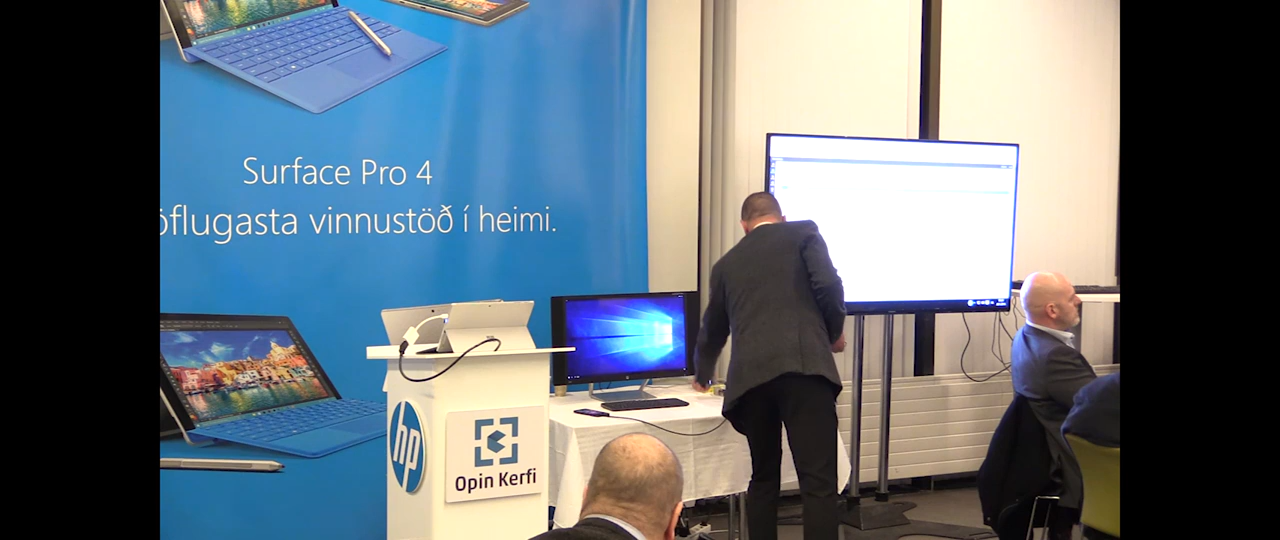 Surface Pro 4
öflugasta vinnustöð í heimi.
hp
Opin Kerfi